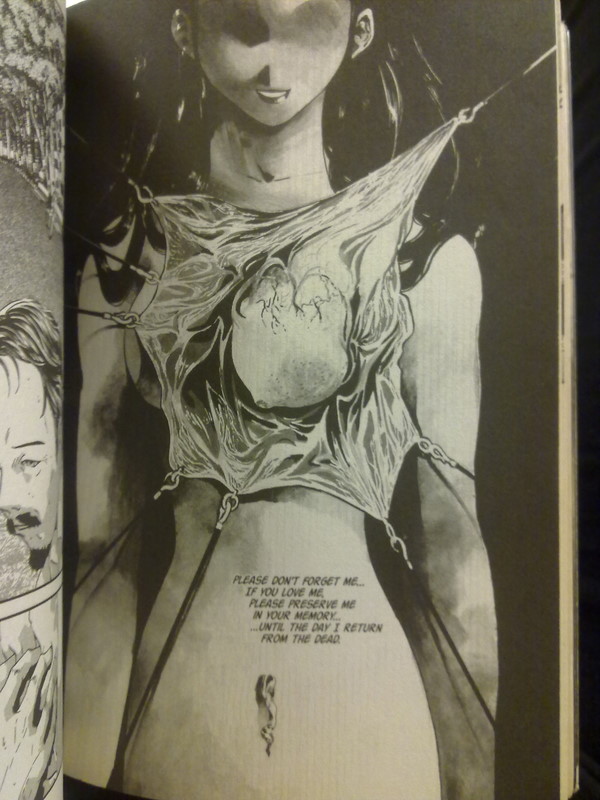 PLEASE DON'T FORGET ME...
IF YOU LOVE ME,
PLEASE PRESERVE ME
IN YOUR MEMORY...
...UNTIL THE DAY I RETURN
FROM THE DEAD.